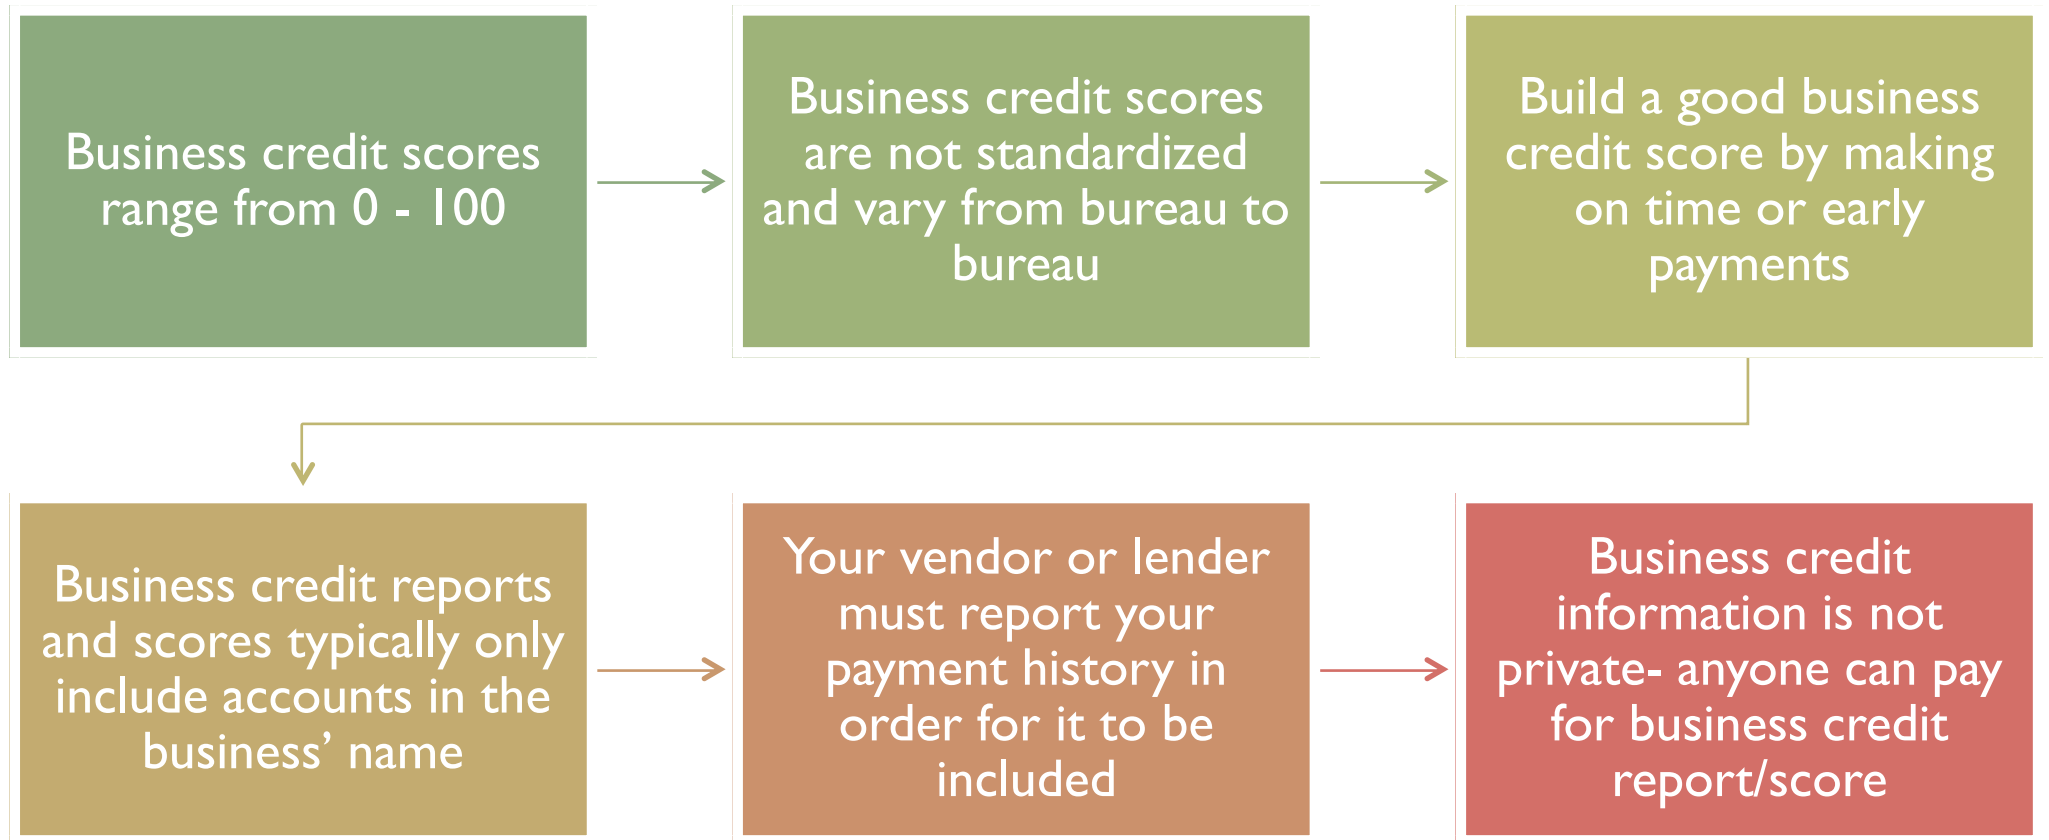 Business credit scores
range from 0 - 100
Business credit scores
are not standardized
and vary from bureau to
bureau
Build a good business
credit score by making
on time or early
payments
Business credit reports
and scores typically only
include accounts in the
business’ name
Your vendor or lender
must report your
payment history in
order for it to be
included
Business credit
information is not
private- anyone can pay
for business credit
report/score